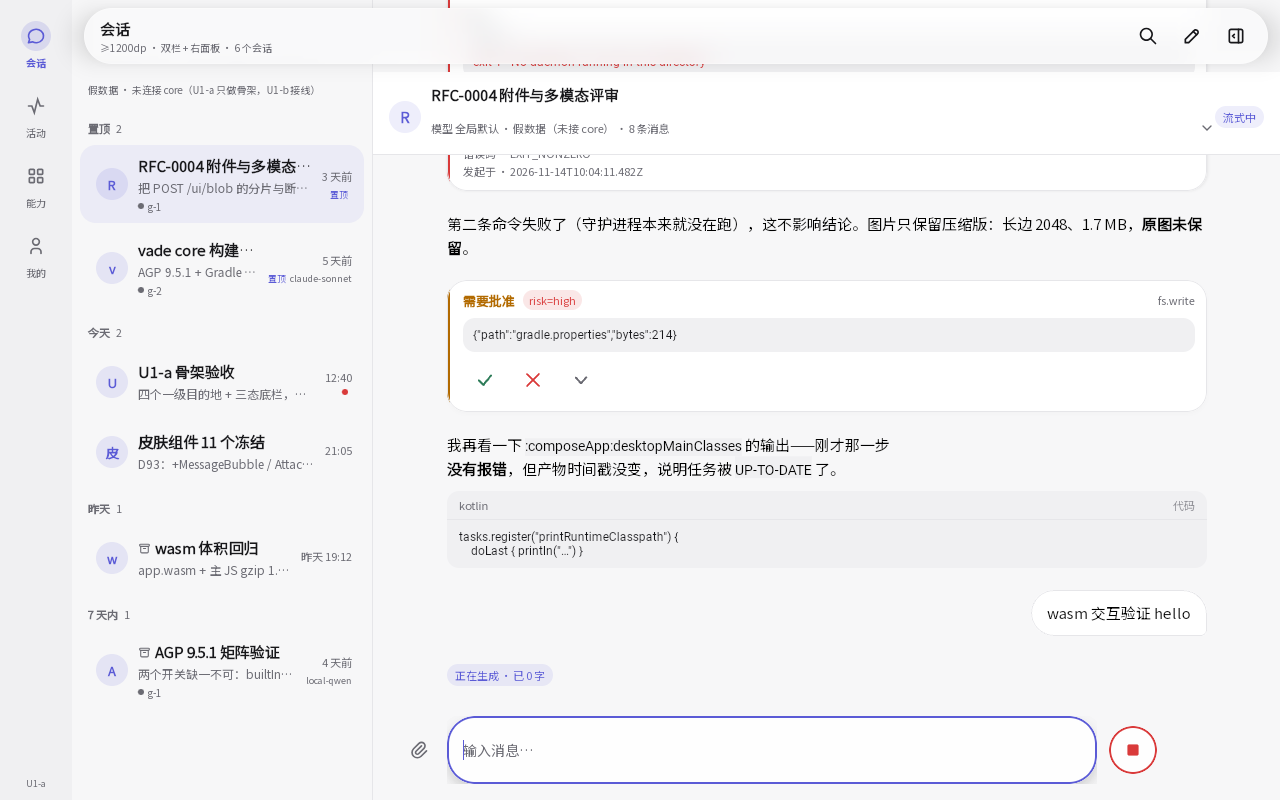 会话
≥1200dp · 双栏+右面板 · 6个会话
会话
活动
能力
我的
U1-a
假数据 · 未连接 core（U1-a 只做骨架，U1-b 接线）
置顶 2
RFC-0004 附件与多模态…
3 天前
把 POST /ui/blob 的分片与断…
置顶
g-1
vade core 构建…
5 天前
AGP 9.5.1 + Gradle …
置顶 claude-sonnet
g-2
今天 2
U1-a 骨架验收
12:40
四个一级目的地 + 三态底栏，…
皮肤组件 11 个冻结
21:05
D93：+MessageBubble / Attac…
昨天 1
wasm 体积回归
昨天 19:12
app.wasm + 主 JS gzip 1.…
7 天内 1
AGP 9.5.1 矩阵验证
4 天前
两个开关缺一不可：builtIn…
local-qwen
g-1
exit 1 · No daemon running in this directory
R
RFC-0004 附件与多模态评审
模型 全局默认 · 假数据（未接 core） · 8 条消息
流式中
错误码 · EXIT_NONZERO
发起于 · 2026-11-14T10:04:11.482Z
第二条命令失败了（守护进程本来就没在跑），这不影响结论。图片只保留压缩版：长边 2048、1.7 MB，原图未保
留。
需要批准 risk=high
fs.write
{"path":"gradle.properties","bytes":214}
我再看一下 :composeApp:desktopMainClasses 的输出——刚才那一步
没有报错，但产物时间戳没变，说明任务被 UP-TO-DATE 了。
kotlin
代码
tasks.register("printRuntimeClasspath") {
doLast { println("…") }
wasm 交互验证 hello
正在生成 · 已 0 字
输入消息…